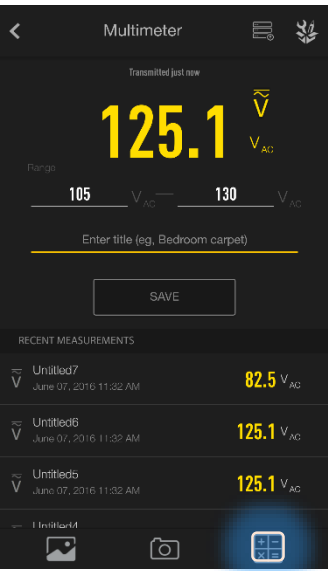 Multimeter
Transmitted just now
125.1 V
V AC
Range
105 V AC — 130 V AC
Enter title (eg, Bedroom carpet)
SAVE
RECENT MEASUREMENTS
Untitled7
V June 07, 2016 11:32 AM 82.5 V AC
Untitled6
V June 07, 2016 11:32 AM 125.1 V AC
Untitled5
V June 07, 2016 11:32 AM 125.1 V AC
Untitled4